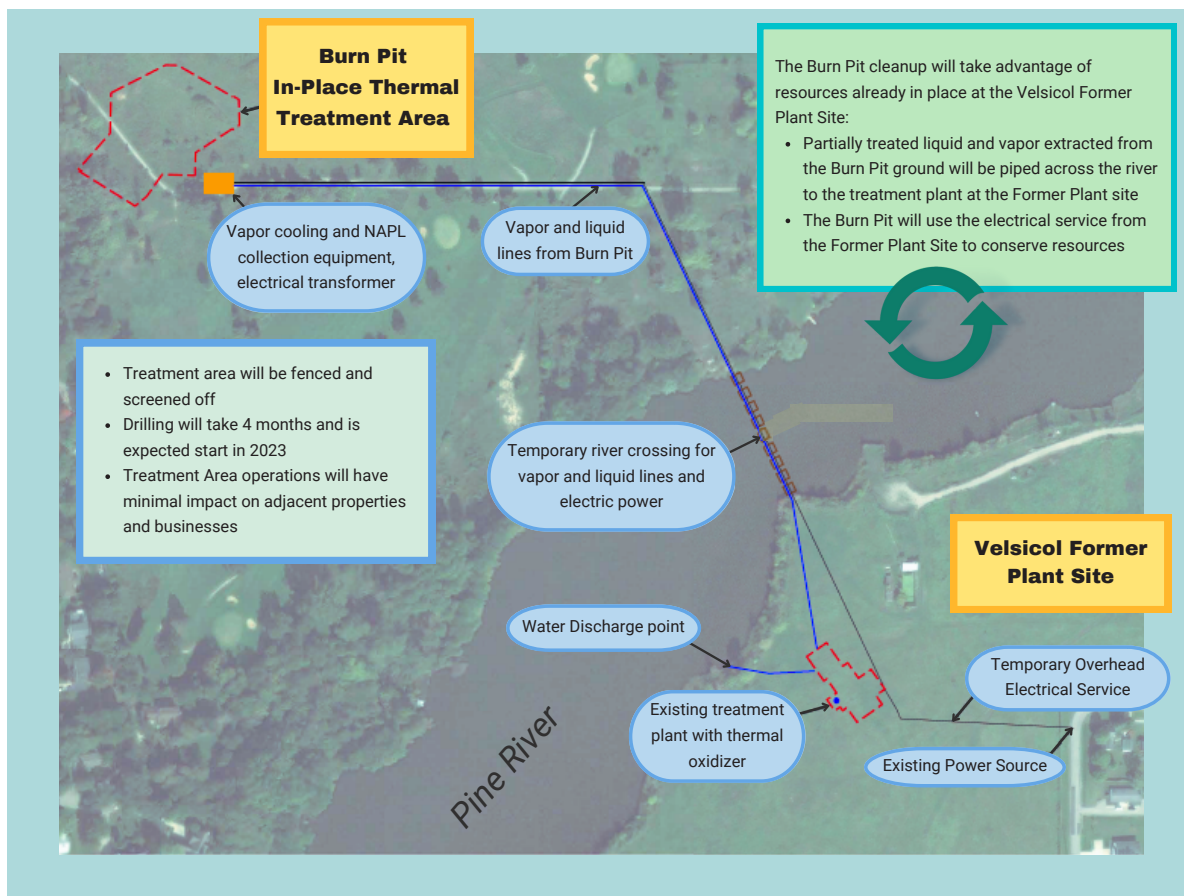 Burn Pit
In-Place Thermal
Treatment Area
The Burn Pit cleanup will take advantage of
resources already in place at the Velsicol Former
Plant Site:
• Partially treated liquid and vapor extracted from
the Burn Pit ground will be piped across the river
to the treatment plant at the Former Plant site
• The Burn Pit will use the electrical service from
the Former Plant Site to conserve resources
Vapor cooling and NAPL
collection equipment,
electrical transformer
Vapor and liquid
lines from Burn Pit
• Treatment area will be fenced and
screened off
• Drilling will take 4 months and is
expected start in 2023
• Treatment Area operations will have
minimal impact on adjacent properties
and businesses
Temporary river crossing for
vapor and liquid lines and
electric power
Velsicol Former
Plant Site
Water Discharge point
Temporary Overhead
Electrical Service
Existing treatment
plant with thermal
oxidizer
Existing Power Source
Pine River